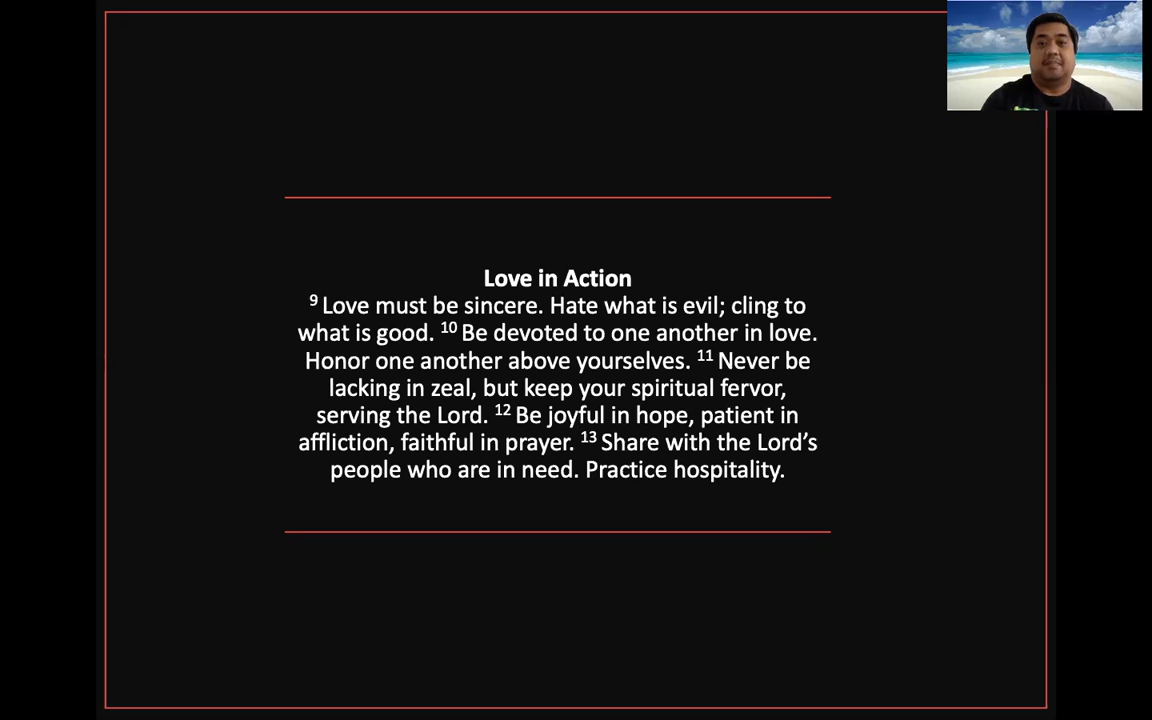 Love in Action
9 Love must be sincere. Hate what is evil; cling to
what is good. 10 Be devoted to one another in love.
Honor one another above yourselves. 11 Never be
lacking in zeal, but keep your spiritual fervor,
serving the Lord. 12 Be joyful in hope, patient in
affliction, faithful in prayer. 13 Share with the Lord’s
people who are in need. Practice hospitality.